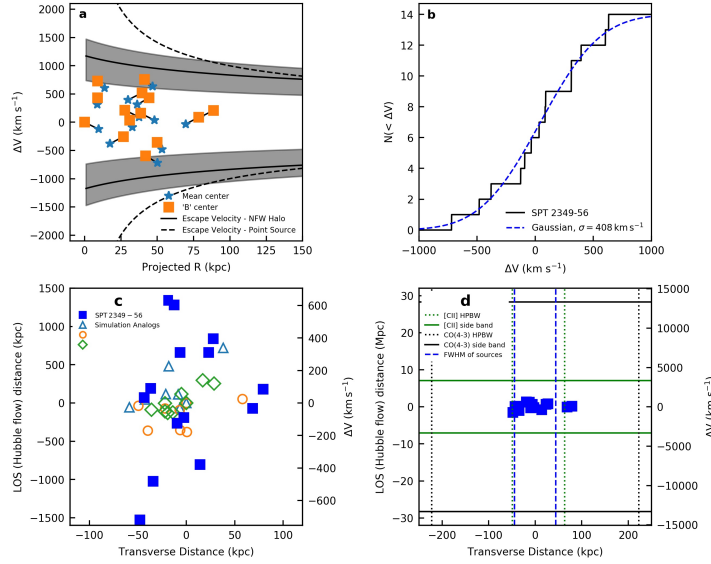 a
ΔV (km s⁻¹)
2000
1500
1000
500
0
−500
−1000
−1500
−2000
Mean center
'B' center
Escape Velocity - NFW Halo
Escape Velocity - Point Source
0
25
50
75
100
125
150
Projected R (kpc)
b
N(< ΔV)
14
12
10
8
6
4
2
0
SPT 2349-56
Gaussian, σ = 408 km s⁻¹
−1000
−500
0
500
1000
ΔV (km s⁻¹)
c
LOS (Hubble flow) distance (kpc)
1500
1000
500
0
−500
−1000
−1500
SPT 2349 − 56
Simulation Analogs
600
400
200
0
−200
−400
−600
ΔV (km s⁻¹)
−100
−50
0
50
100
Transverse Distance (kpc)
d
LOS (Hubble flow) distance (Mpc)
30
20
10
0
−10
−20
−30
[CII] HPBW
[CII] side band
CO(4-3) HPBW
CO(4-3) side band
FWHM of sources
15000
10000
5000
0
−5000
−10000
−15000
ΔV (km s⁻¹)
−200
−100
0
100
200
Transverse Distance (kpc)